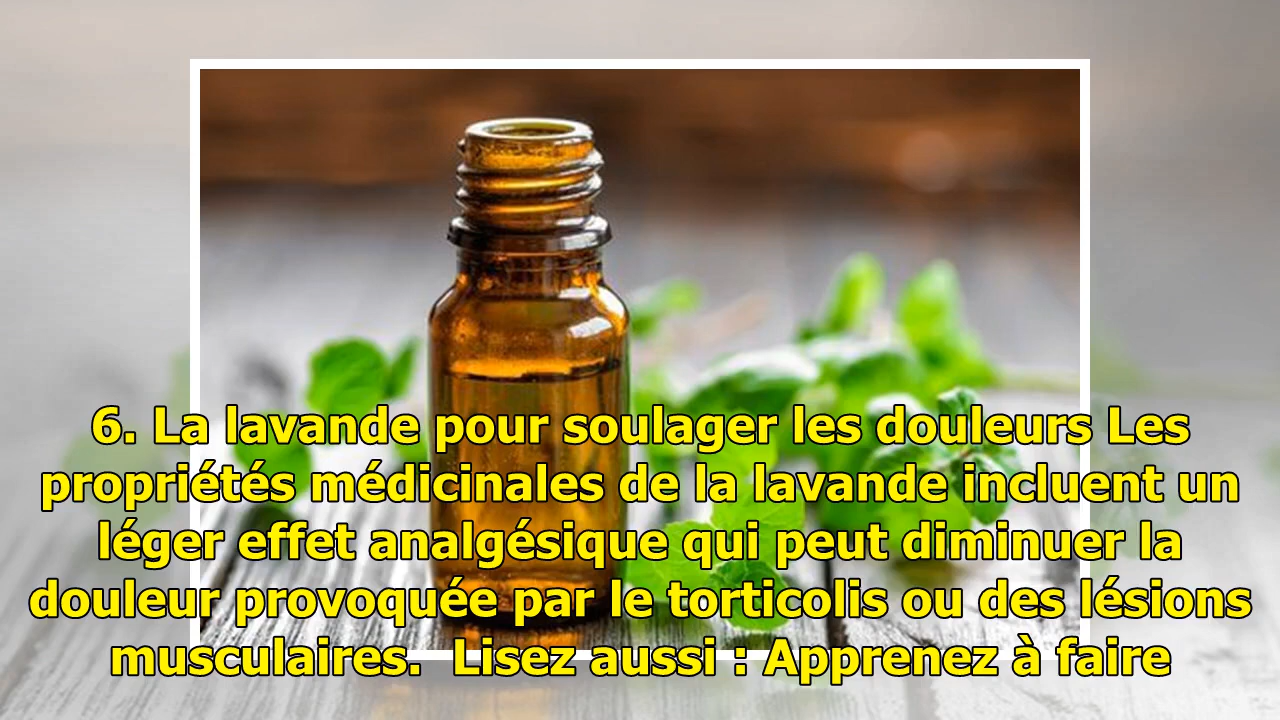 6. La lavande pour soulager les douleurs Les
propriétés médicinales de la lavande incluent un
léger effet analgésique qui peut diminuer la
douleur provoquée par le torticolis ou des lésions
musculaires.  Lisez aussi : Apprenez à faire